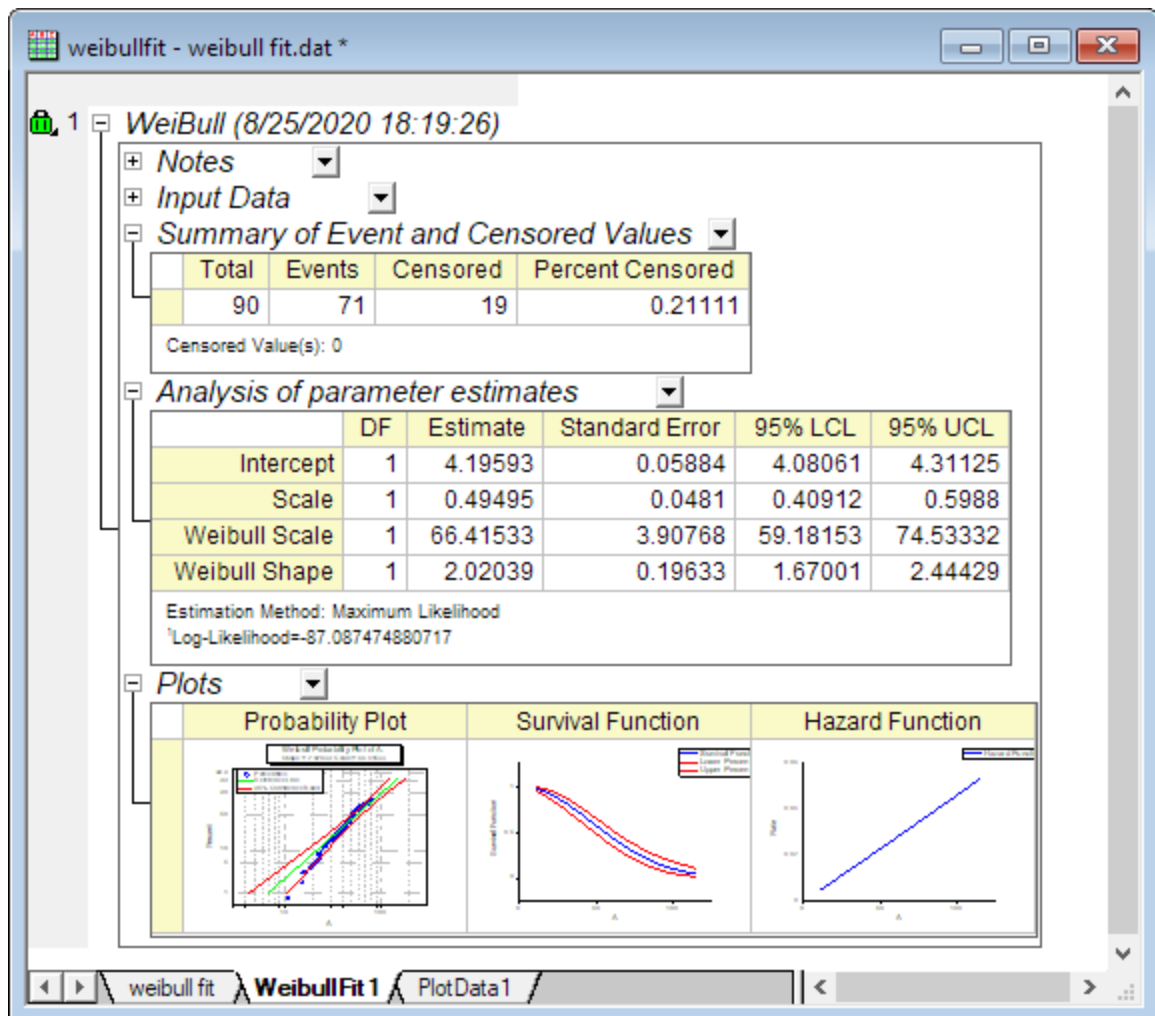 weibullfit - weibull fit.dat *
1 WeiBull (8/25/2020 18:19:26)
Notes
Input Data
Summary of Event and Censored Values
Total Events Censored Percent Censored
90 71 19 0.21111
Censored Value(s): 0
Analysis of parameter estimates
DF Estimate Standard Error 95% LCL 95% UCL
Intercept 1 4.19593 0.05884 4.08061 4.31125
Scale 1 0.49495 0.0481 0.40912 0.5988
Weibull Scale 1 66.41533 3.90768 59.18153 74.53332
Weibull Shape 1 2.02039 0.19633 1.67001 2.44429
Estimation Method: Maximum Likelihood
¹Log-Likelihood=-87.087474880717
Plots
Probability Plot Survival Function Hazard Function
weibull fit WeibullFit1 PlotData1